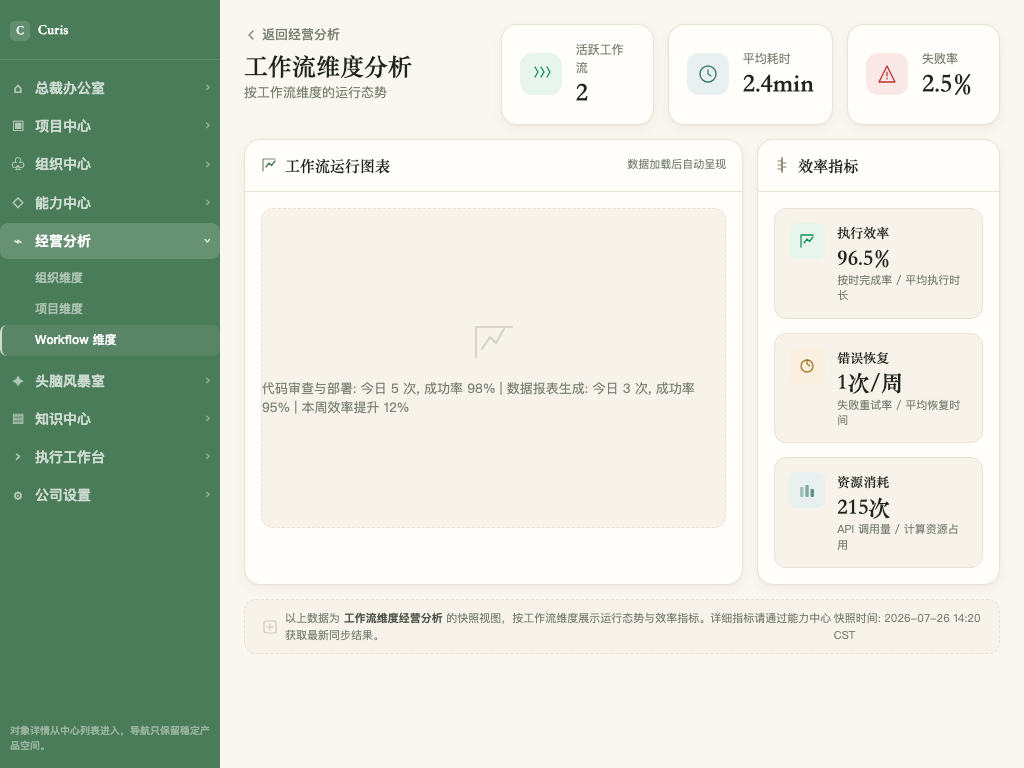 C Curis
总裁办公室
项目中心
组织中心
能力中心
经营分析
组织维度
项目维度
Workflow 维度
头脑风暴室
知识中心
执行工作台
公司设置
对象详情从中心列表进入，导航只保留稳定产
品空间。
返回经营分析
工作流维度分析
按工作流维度的运行态势
活跃工作
流
2
平均耗时
2.4min
失败率
2.5%
工作流运行图表
数据加载后自动呈现
代码审查与部署: 今日 5 次, 成功率 98% | 数据报表生成: 今日 3 次, 成功率
95% | 本周效率提升 12%
效率指标
执行效率
96.5%
按时完成率 / 平均执行时
长
错误恢复
1次/周
失败重试率 / 平均恢复时
间
资源消耗
215次
API 调用量 / 计算资源占
用
以上数据为 工作流维度经营分析 的快照视图，按工作流维度展示运行态势与效率指标。详细指标请通过能力中心
获取最新同步结果。
快照时间: 2026-07-26 14:20
CST